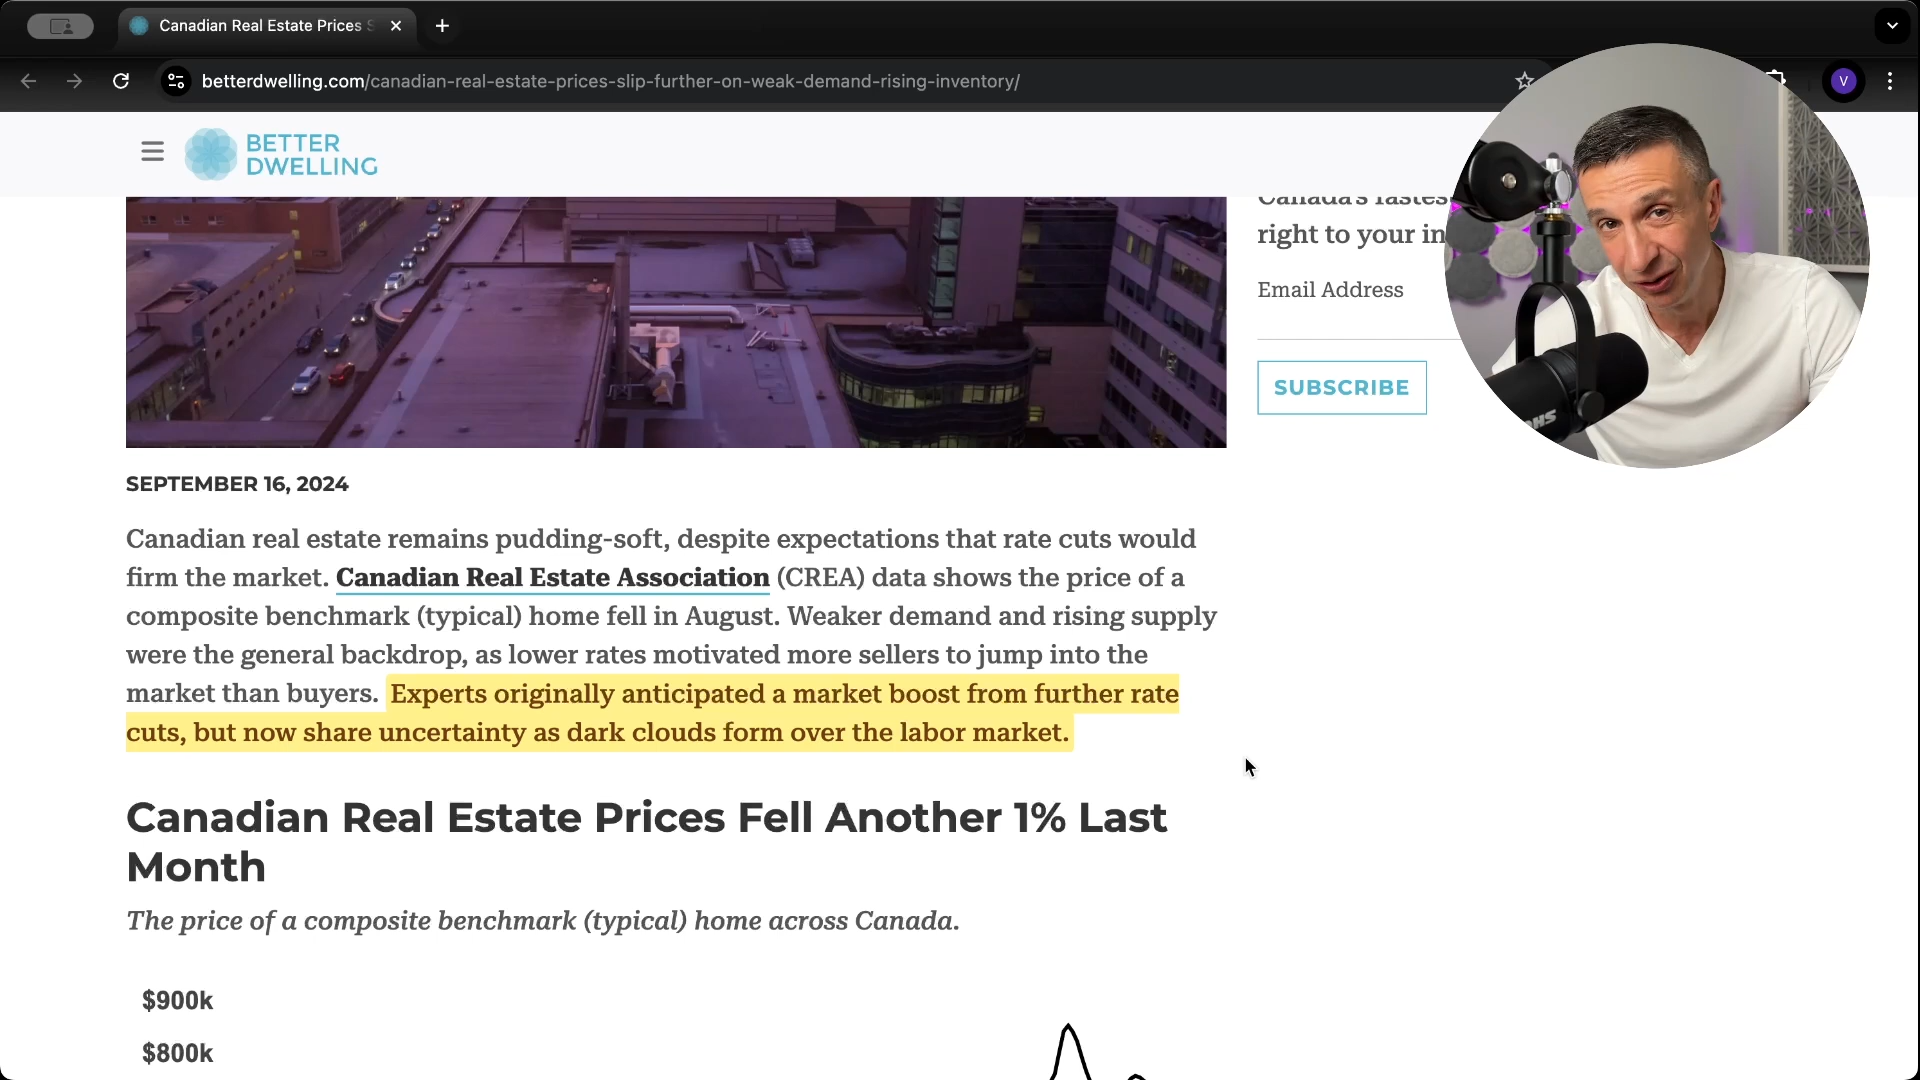 Canadian Real Estate Prices S
betterdwelling.com/canadian-real-estate-prices-slip-further-on-weak-demand-rising-inventory/
V
BETTER
DWELLING
Canada's fastes
right to your in
Email Address
SUBSCRIBE
SEPTEMBER 16, 2024
Canadian real estate remains pudding-soft, despite expectations that rate cuts would
firm the market. Canadian Real Estate Association (CREA) data shows the price of a
composite benchmark (typical) home fell in August. Weaker demand and rising supply
were the general backdrop, as lower rates motivated more sellers to jump into the
market than buyers. Experts originally anticipated a market boost from further rate
cuts, but now share uncertainty as dark clouds form over the labor market.
Canadian Real Estate Prices Fell Another 1% Last
Month
The price of a composite benchmark (typical) home across Canada.
$900k
$800k